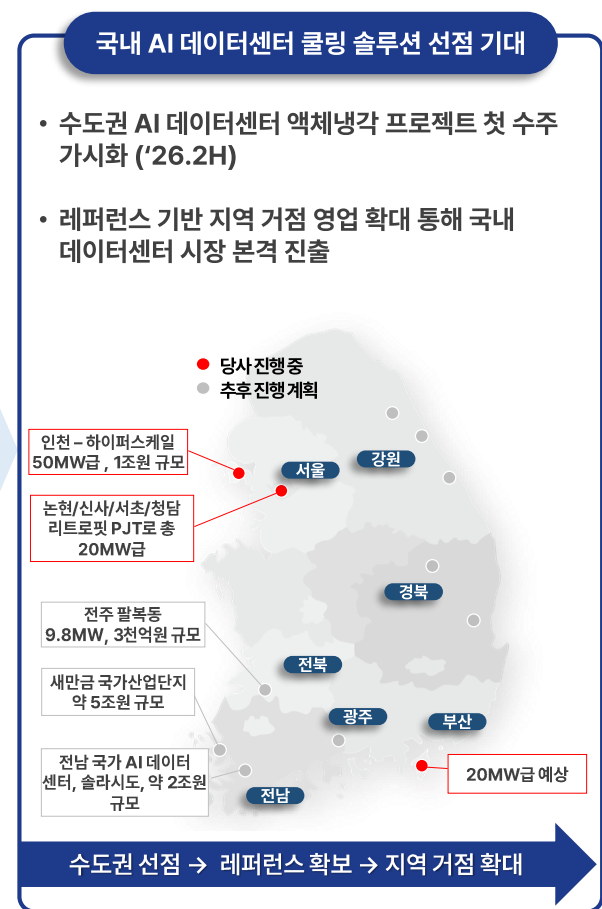 국내 AI 데이터센터 쿨링 솔루션 선점 기대
• 수도권 AI 데이터센터 액체냉각 프로젝트 첫 수주
가시화 (‘26.2H)
• 레퍼런스 기반 지역 거점 영업 확대 통해 국내
데이터센터 시장 본격 진출
당사 진행 중
추후 진행 계획
인천 – 하이퍼스케일
50MW급 , 1조원 규모
서울
강원
논현/신사/서초/청담
리트로핏 PJT로 총
20MW급
경북
전주 팔복동
9.8MW, 3천억원 규모
전북
새만금 국가산업단지
약 5조원 규모
광주
부산
전남 국가 AI 데이터
센터, 솔라시도, 약 2조원
규모
20MW급 예상
전남
수도권 선점 → 레퍼런스 확보 → 지역 거점 확대